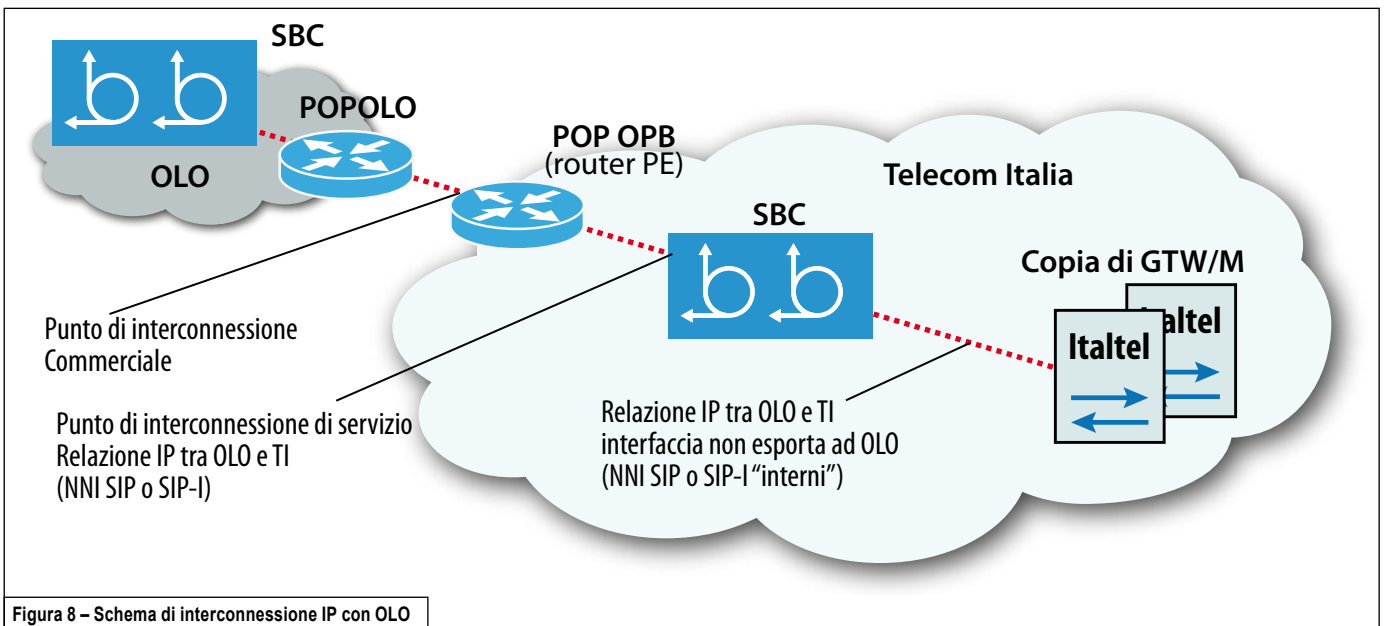 SBC
POPOLO
OLO
POP OPB
(router PE)
Telecom Italia
SBC
Copia di GTW/M
Italtel
altel
Punto di interconnessione
Commerciale
Punto di interconnessione di servizio
Relazione IP tra OLO e TI
(NNI SIP o SIP-I)
Relazione IP tra OLO e TI
interfaccia non esporta ad OLO
(NNI SIP o SIP-I “interni”)
Figura 8 – Schema di interconnessione IP con OLO